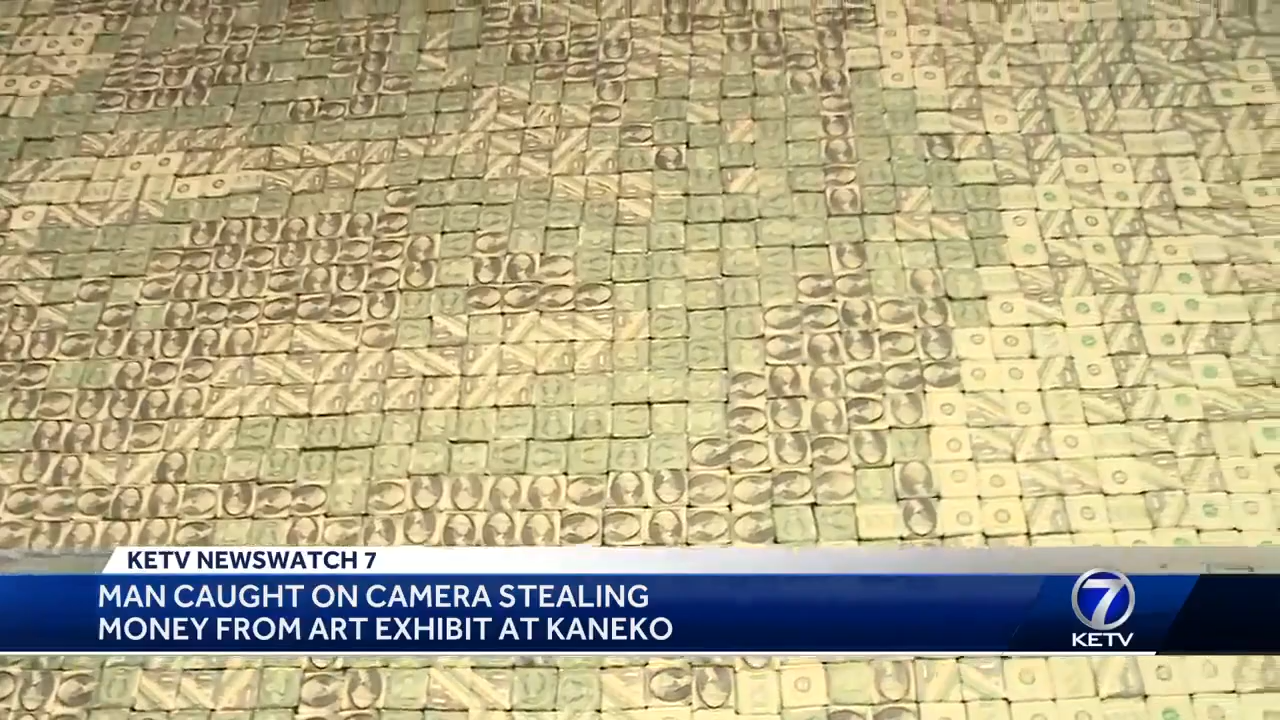 KETV NEWSWATCH 7
MAN CAUGHT ON CAMERA STEALING
MONEY FROM ART EXHIBIT AT KANEKO
7
KETV